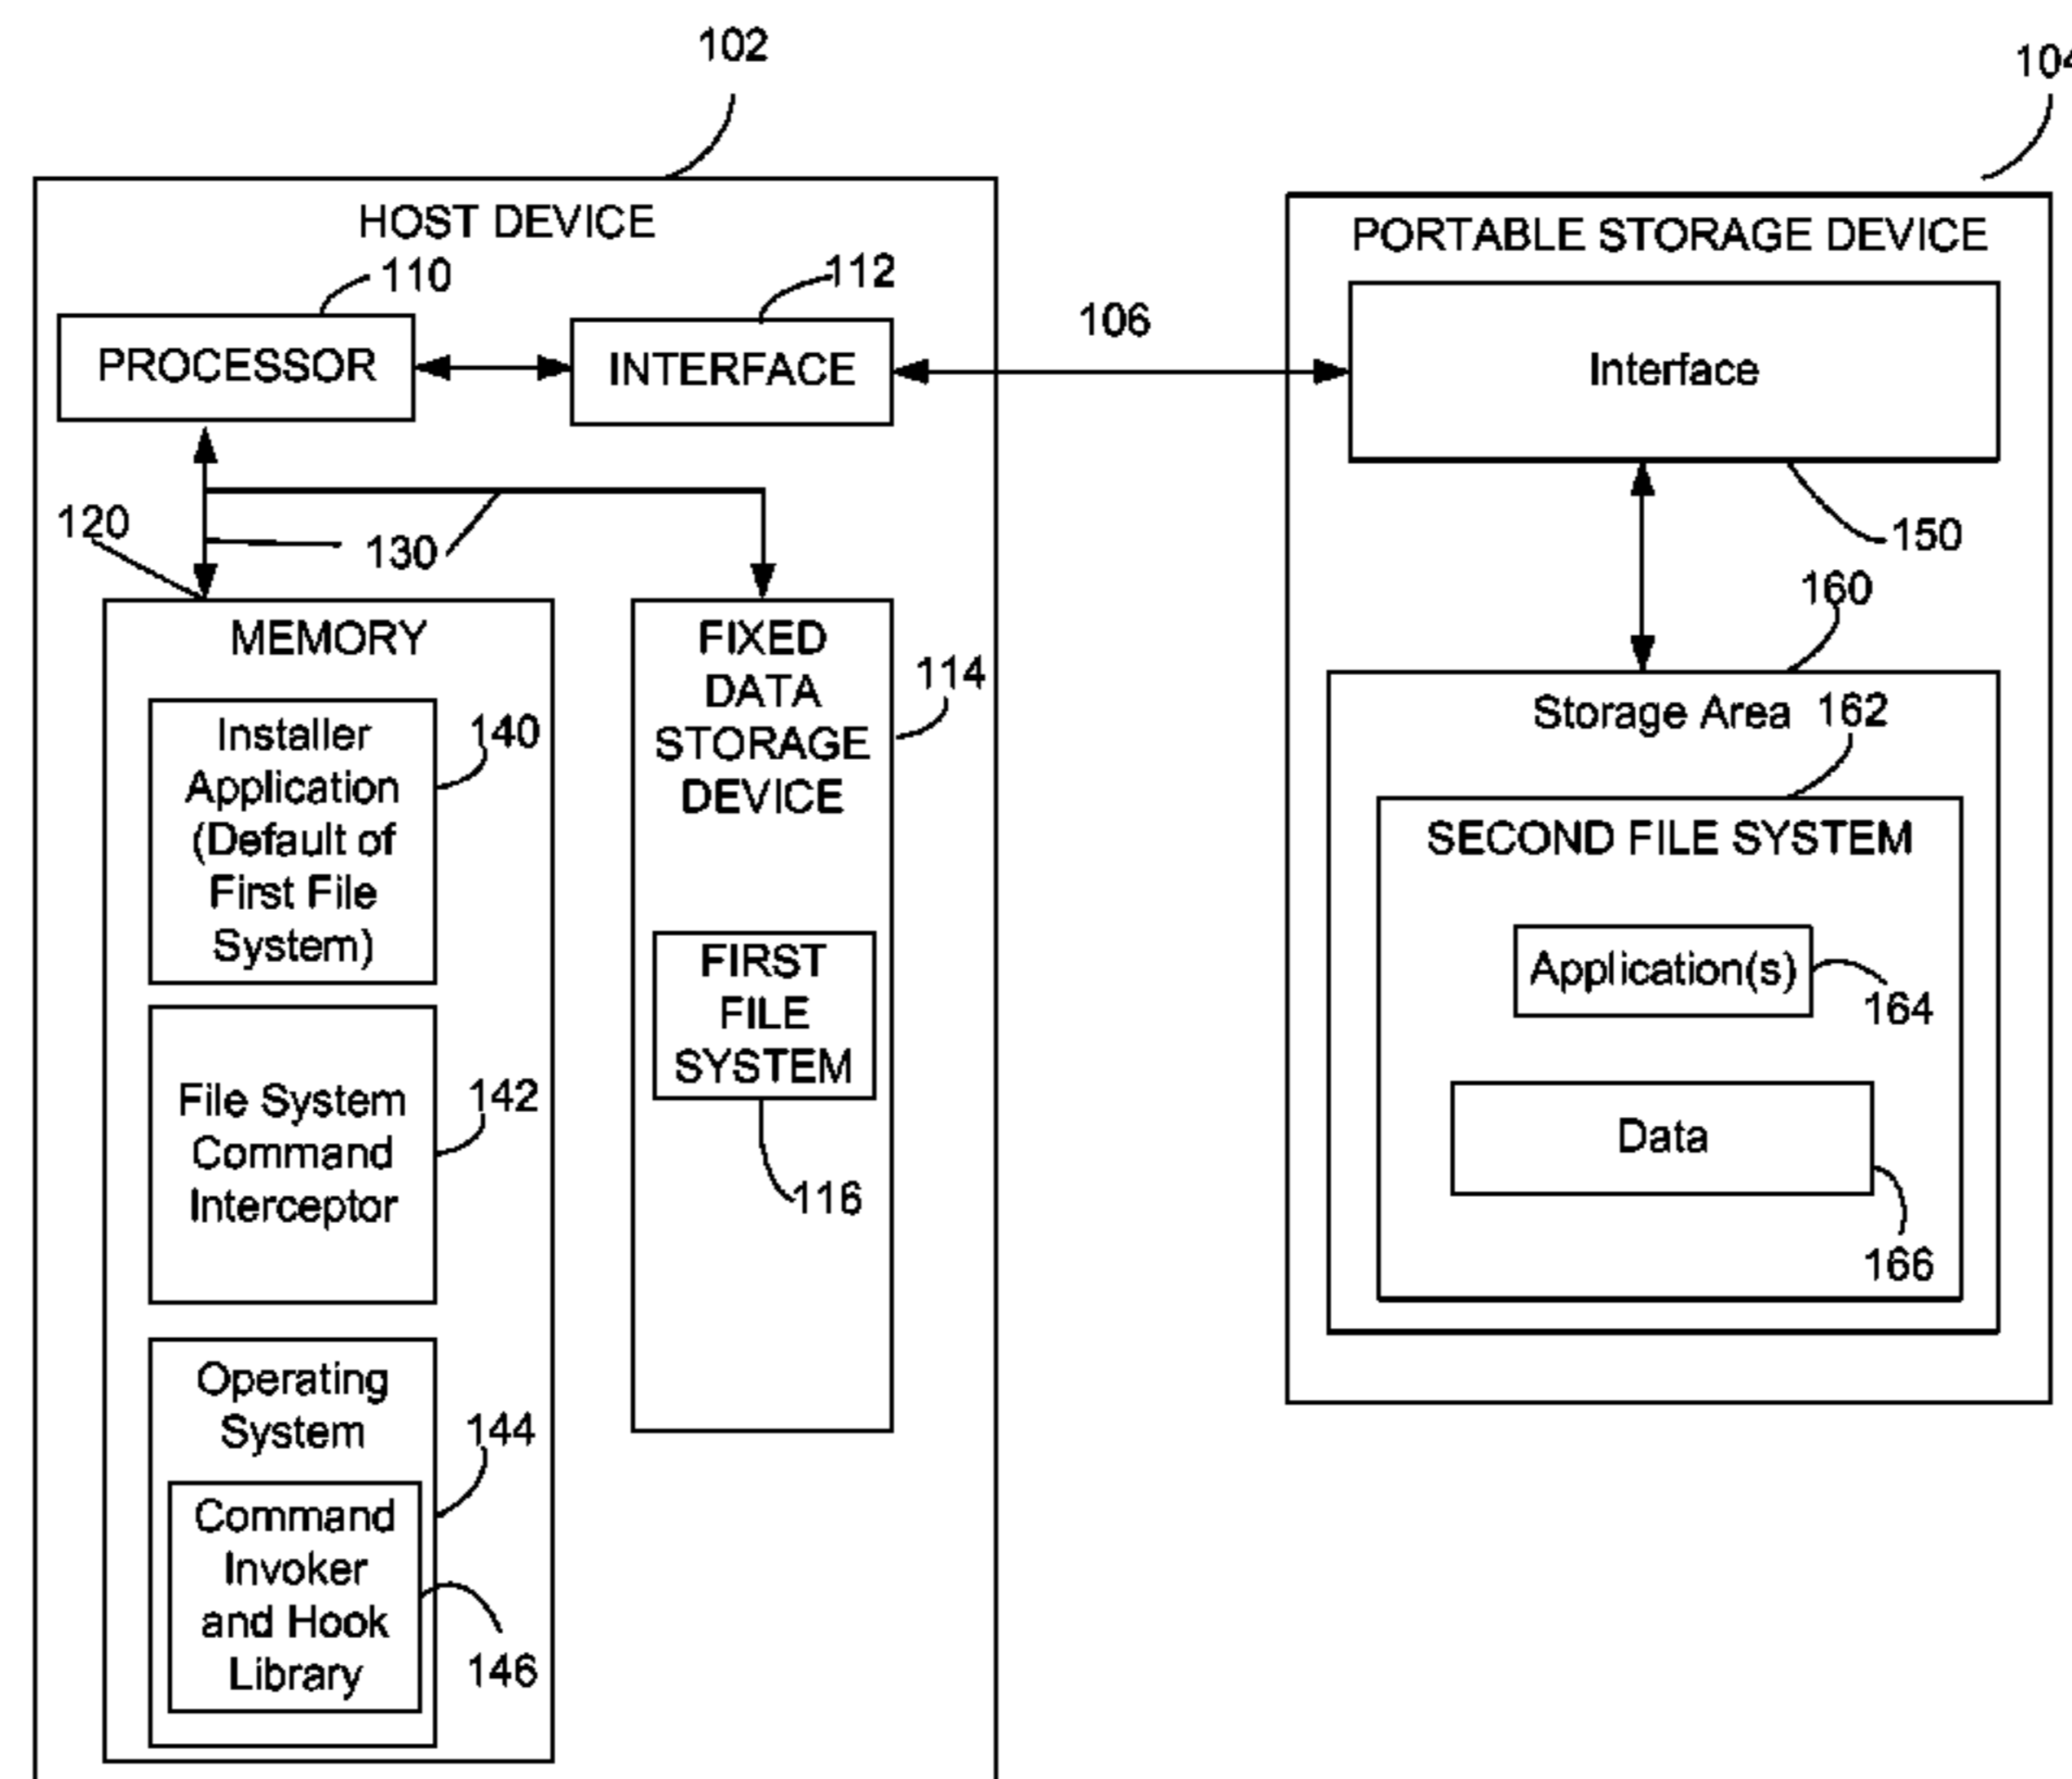 102
104
HOST DEVICE
PORTABLE STORAGE DEVICE
110
112
106
PROCESSOR
INTERFACE
Interface
120
130
150
160
MEMORY
Installer
Application
(Default of
First File
System)
140
File System
Command
Interceptor
142
Operating
System
144
Command
Invoker
and Hook
Library
146
FIXED
DATA
STORAGE
DEVICE
114
FIRST
FILE
SYSTEM
116
Storage Area
162
SECOND FILE SYSTEM
Application(s)
164
Data
166